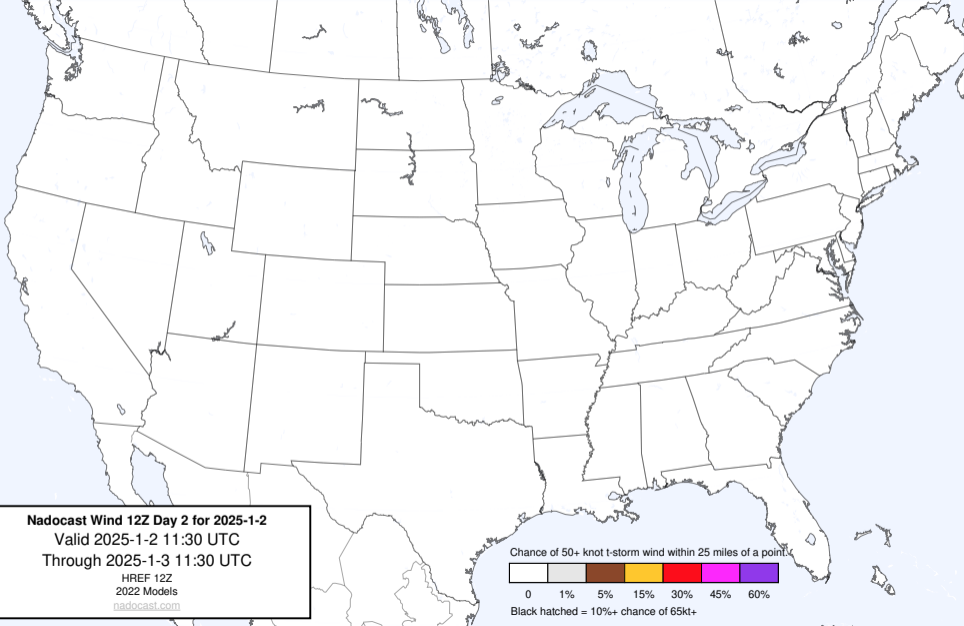 Nadocast Wind 12Z Day 2 for 2025-1-2
Valid 2025-1-2 11:30 UTC
Through 2025-1-3 11:30 UTC
HREF 12Z
2022 Models
nadocast.com
Chance of 50+ knot t-storm wind within 25 miles of a point.
0 1% 5% 15% 30% 45% 60%
Black hatched = 10%+ chance of 65kt+